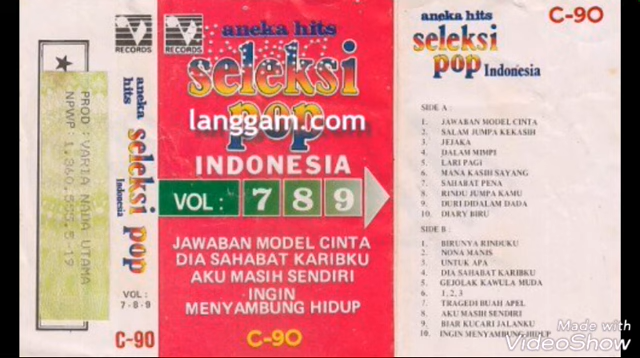 PROD : VARIA NADA UTAMA
NPWP
V
RECORDS
aneka hits
seleksi pop
Indonesia
VOL :
7-8-9
C-90
V
RECORDS
aneka hits
seleksi
pop
langgam.com
INDONESIA
VOL : 7 8 9
JAWABAN MODEL CINTA
DIA SAHABAT KARIBKU
AKU MASIH SENDIRI
INGIN
MENYAMBUNG HIDUP
C-90
aneka hits
C-90
seleksi
pop Indonesia
SIDE A :
1. JAWABAN MODEL CINTA
2. SALAM JUMPA KEKASIH
3. JEJAKA
4. DALAM MIMPI
5. LARI PAGI
6. MANA KASIH SAYANG
7. SAHABAT PENA
8. RINDU JUMPA KAMU
9. DURI DIDALAM DADA
10. DIARY BIRU
SIDE B :
1. BIRUNYA RINDUKU
2. NONA MANIS
3. UNTUK APA
4. DIA SAHABAT KARIBKU
5. GEJOLAK KAWULA MUDA
6. 1, 2, 3
7. TRAGEDI BUAH APEL
8. AKU MASIH SENDIRI
9. BIAR KUCARI JALANKU
10. INGIN MENYAMBUNG HIDUP
Made with
VideoShow